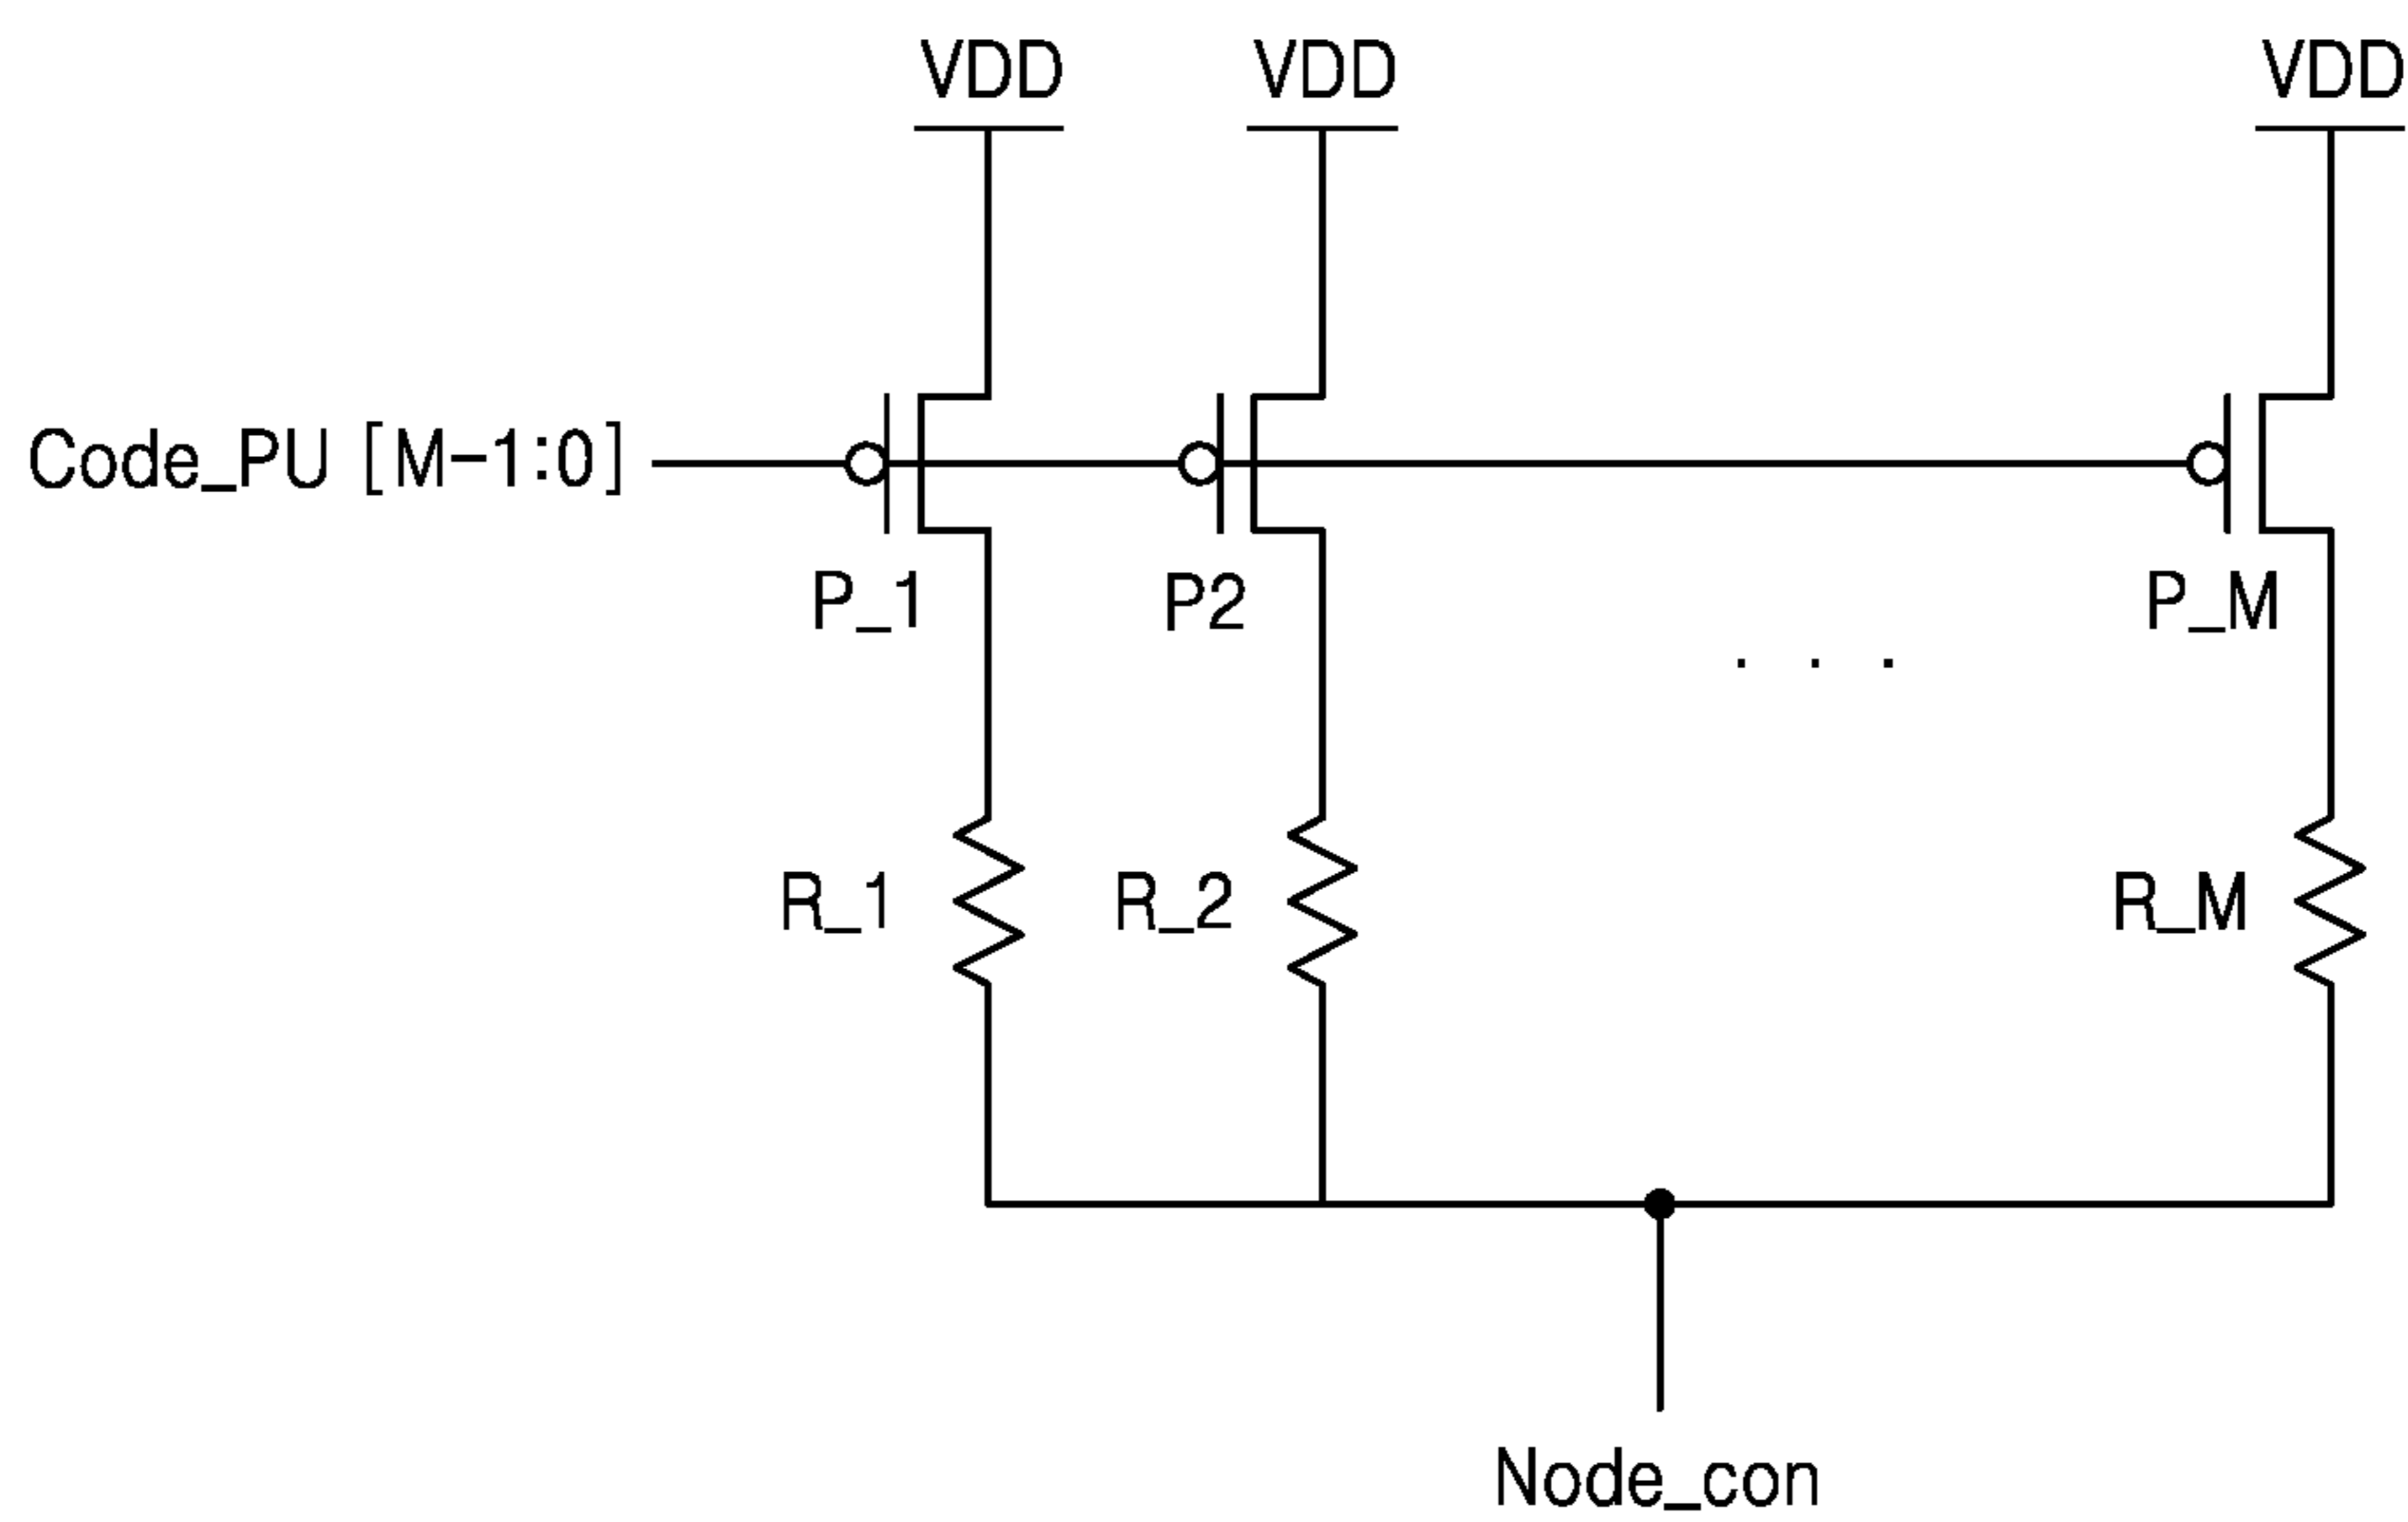 VDD VDD VDD
Code_PU [M-1:0]
P_1 P2 P_M
. . .
R_1 R_2 R_M
Node_con